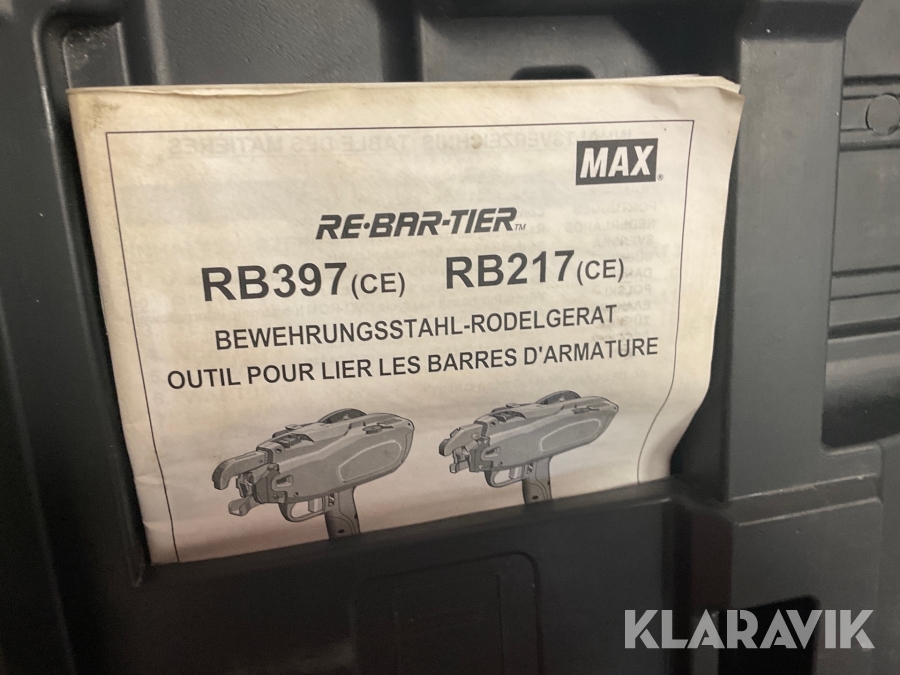 MAX®
RE·BAR-TIER™
RB397(CE) RB217(CE)
BEWEHRUNGSSTAHL-RODELGERAT
OUTIL POUR LIER LES BARRES D'ARMATURE
KLARAVIK